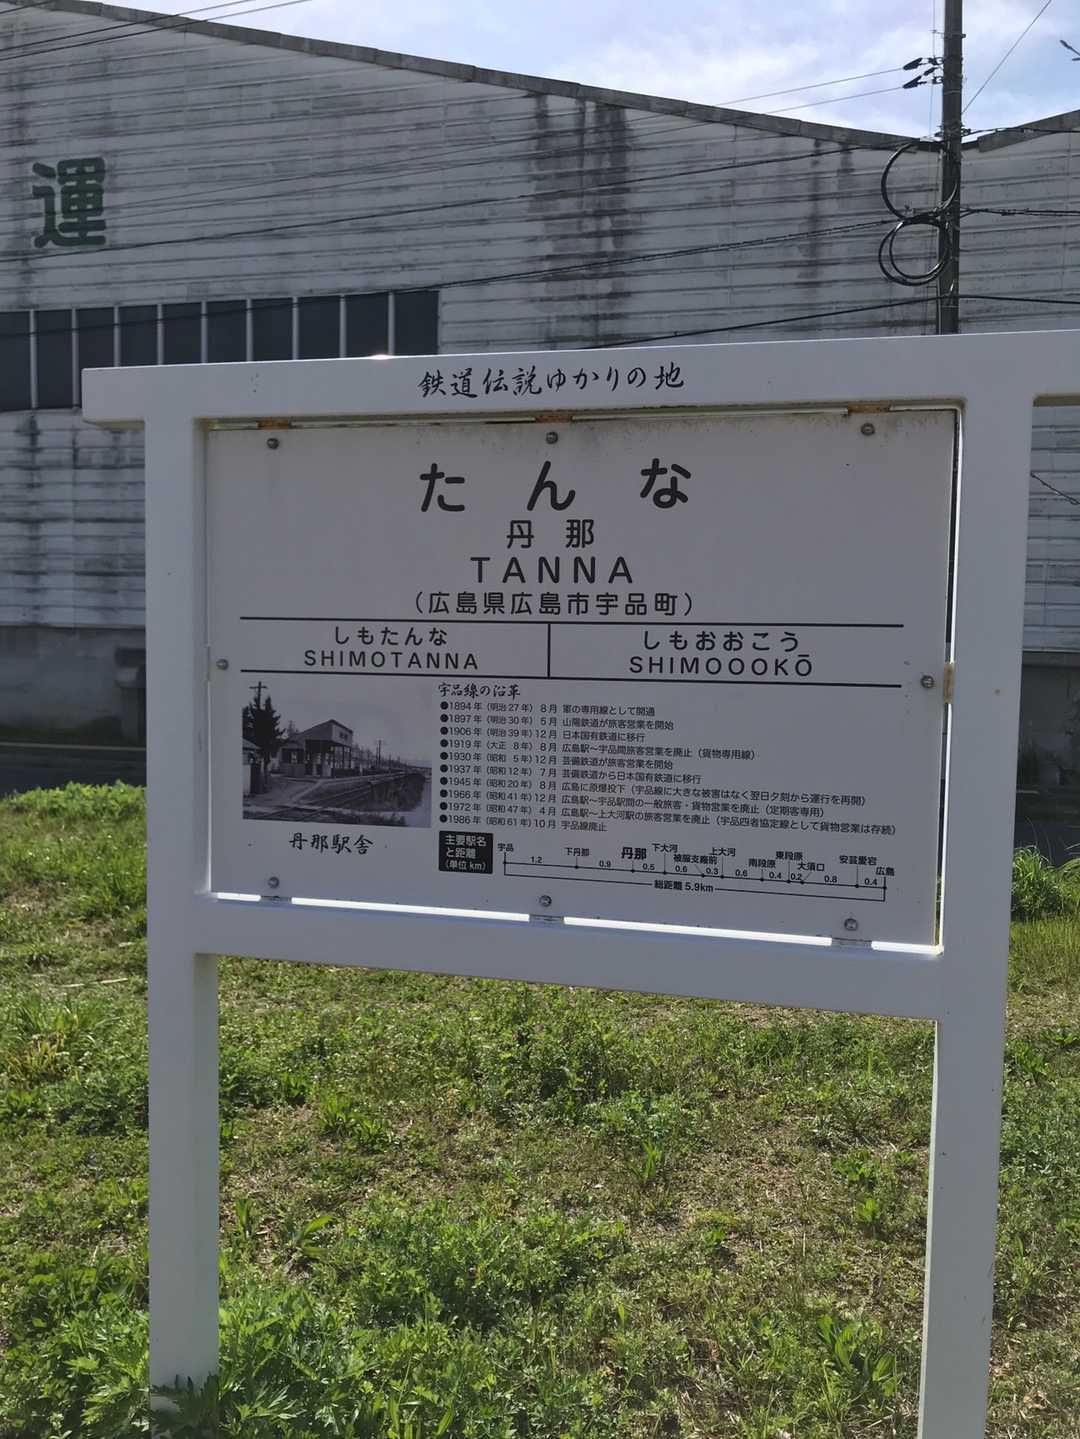 運
鉄道伝説ゆかりの地
たんな
丹那
TANNA
(広島県広島市宇品町)
しもたんな
SHIMOTANNA
しもおおこう
SHIMOOOKŌ
宇品線の沿革
●1894年(明治27年) 8月 軍の専用線として開通
●1897年(明治30年) 5月 山陽鉄道が旅客営業を開始
●1906年(明治39年)12月 日本国有鉄道に移行
●1919年(大正 8年) 8月 広島駅〜宇品間旅客営業を廃止(貨物専用線)
●1930年(昭和 5年)12月 芸備鉄道が旅客営業を開始
●1937年(昭和12年) 7月 芸備鉄道から日本国有鉄道に移行
●1945年(昭和20年) 8月 広島に原爆投下(宇品線に大きな被害はなく翌日夕刻から運行を再開)
●1966年(昭和41年)12月 広島駅〜宇品駅間の一般旅客・貨物営業を廃止(定期客専用)
●1972年(昭和47年) 4月 広島駅〜上大河駅の旅客営業を廃止(宇品四者協定線として貨物営業は存続)
●1986年(昭和61年)10月 宇品線廃止
丹那駅舎
主要駅名
と距離
(単位 km)
宇品 下丹那 丹那 下大河 被服支廠前 上大河 南段原 東段原 大須口 安芸愛宕 広島
1.2 0.9 0.5 0.6 0.3 0.6 0.4 0.2 0.8 0.4
総距離 5.9km